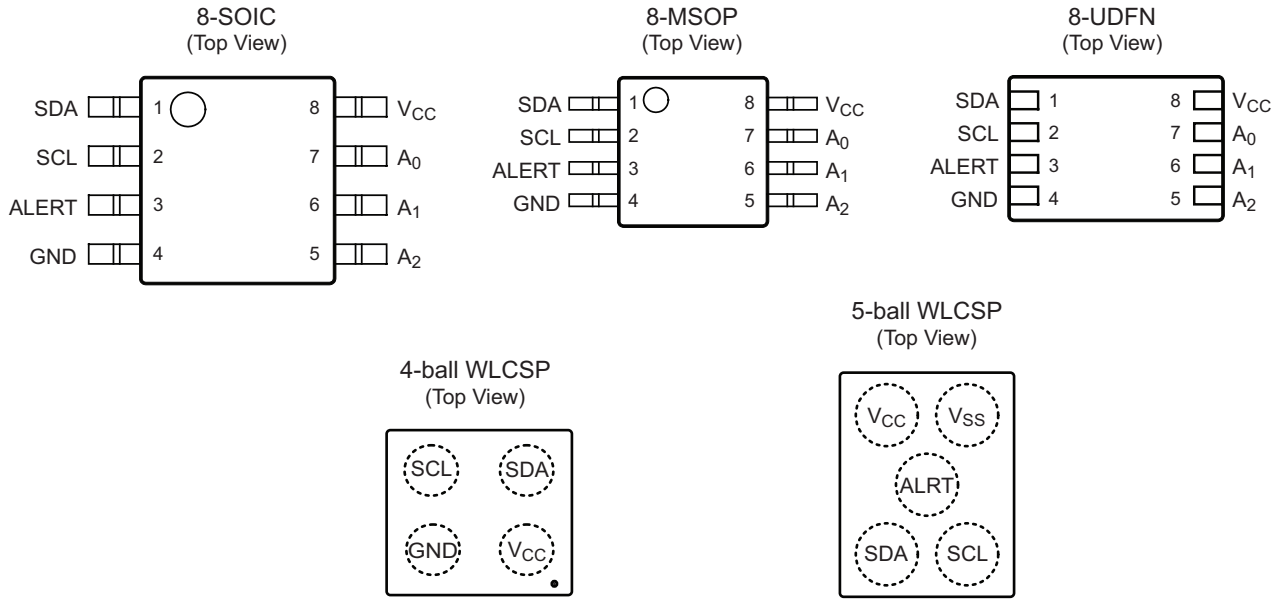 8-SOIC
(Top View)
SDA 1 8 VCC
SCL 2 7 A0
ALERT 3 6 A1
GND 4 5 A2
8-MSOP
(Top View)
SDA 1 8 VCC
SCL 2 7 A0
ALERT 3 6 A1
GND 4 5 A2
8-UDFN
(Top View)
SDA 1 8 VCC
SCL 2 7 A0
ALERT 3 6 A1
GND 4 5 A2
4-ball WLCSP
(Top View)
SCL SDA
GND VCC
5-ball WLCSP
(Top View)
VCC VSS
ALRT
SDA SCL